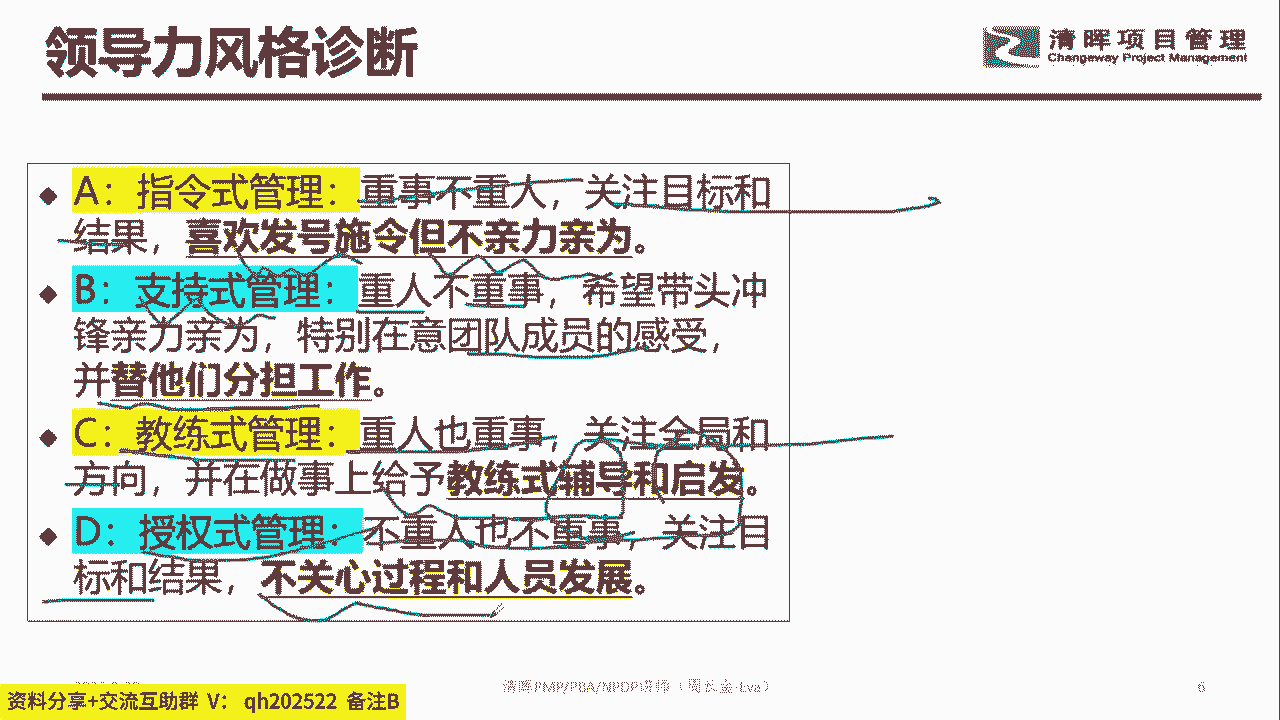 领导力风格诊断
清晖项目管理
Changeway Project Management
◆ A：指令式管理：重事不重人，关注目标和
结果，喜欢发号施令但不亲力亲为。
◆ B：支持式管理：重人不重事，希望带头冲
锋亲力亲为，特别在意团队成员的感受，
并替他们分担工作。
◆ C：教练式管理：重人也重事，关注全局和
方向，并在做事上给予教练式辅导和启发。
◆ D：授权式管理：不重人也不重事，关注目
标和结果，不关心过程和人员发展。
清晖PMP/PBA/NPDP讲师
6
资料分享+交流互助群 V： qh202522 备注B